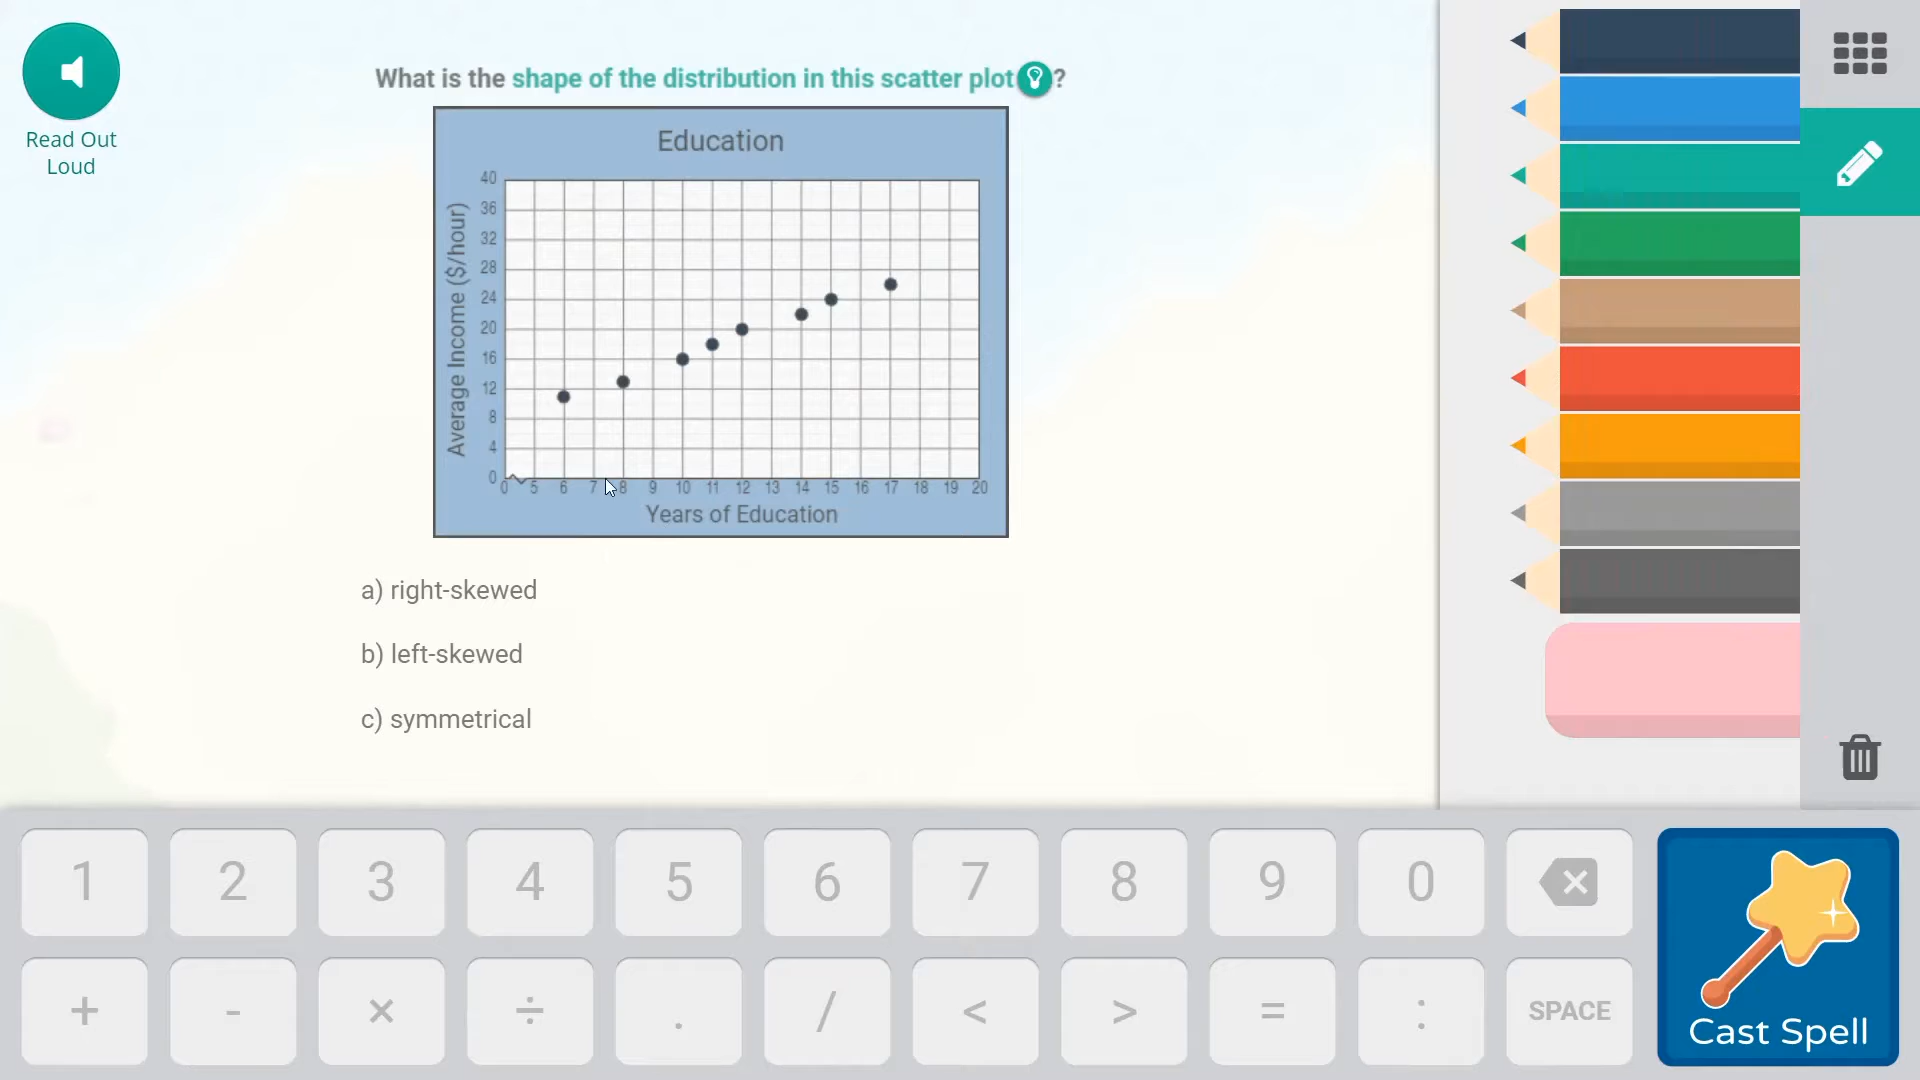 Read Out
Loud
What is the shape of the distribution in this scatter plot ?
Education
Average Income ($/hour)
40
36
32
28
24
20
16
12
8
4
0
0 5 6 7 8 9 10 11 12 13 14 15 16 17 18 19 20
Years of Education
a) right-skewed
b) left-skewed
c) symmetrical
1 2 3 4 5 6 7 8 9 0
+ - × ÷ . / < > = : SPACE
Cast Spell